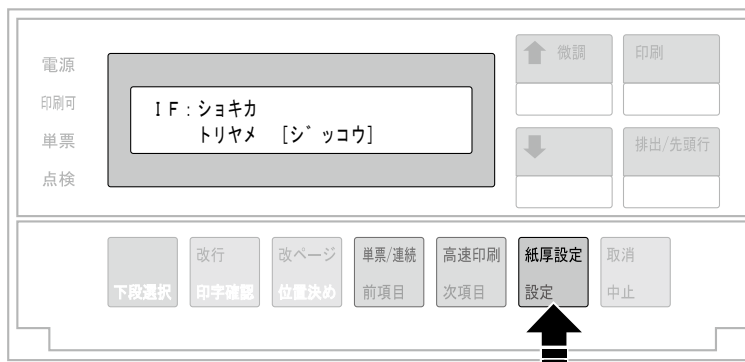 電源
印刷可
単票
点検
IF:ショキカ
トリヤメ [ジッコウ]
微調
印刷
排出/先頭行
下段選択
改行
印字確認
改ページ
位置決め
単票/連続
前項目
高速印刷
次項目
紙厚設定
設定
取消
中止